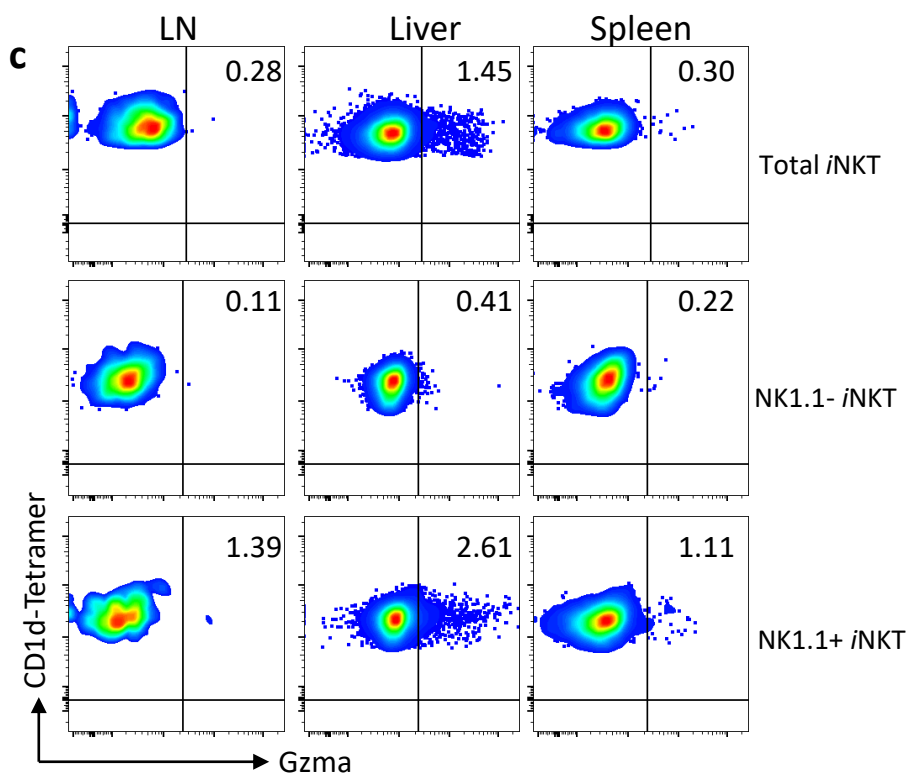 c
LN Liver Spleen
0.28 1.45 0.30
Total iNKT
0.11 0.41 0.22
NK1.1- iNKT
1.39 2.61 1.11
NK1.1+ iNKT
CD1d-Tetramer
Gzma